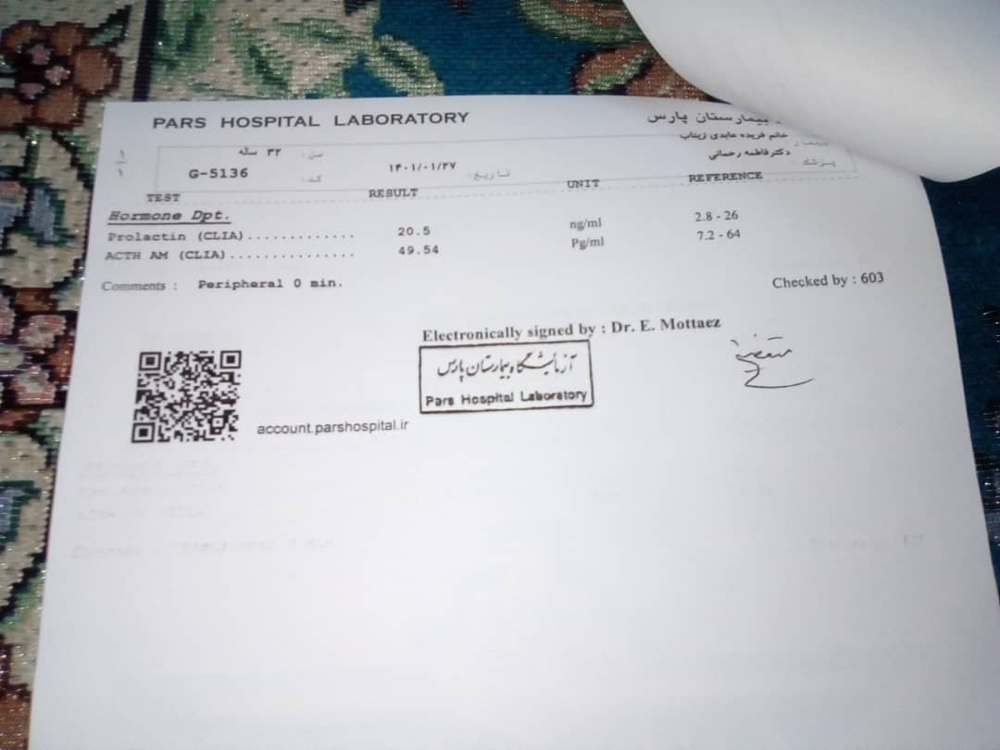 PARS HOSPITAL LABORATORY
بیمارستان پارس
خانم فریده عابدی زیناب
بیمار
سن : ۳۲ ساله
۱
۱
دکتر فاطمه رحمانی
پزشک
تاریخ: ۱۴۰۱/۰۱/۲۷
کد : G-5136
TEST RESULT UNIT REFERENCE
Hormone Dpt.
Prolactin (CLIA)............. 20.5 ng/ml 2.8 - 26
ACTH AM (CLIA)............... 49.54 Pg/ml 7.2 - 64
Comments : Peripheral 0 min.
Checked by : 603
Electronically signed by : Dr. E. Mottaez
آزمایشگاه بیمارستان پارس
Pars Hospital Laboratory
account.parshospital.ir